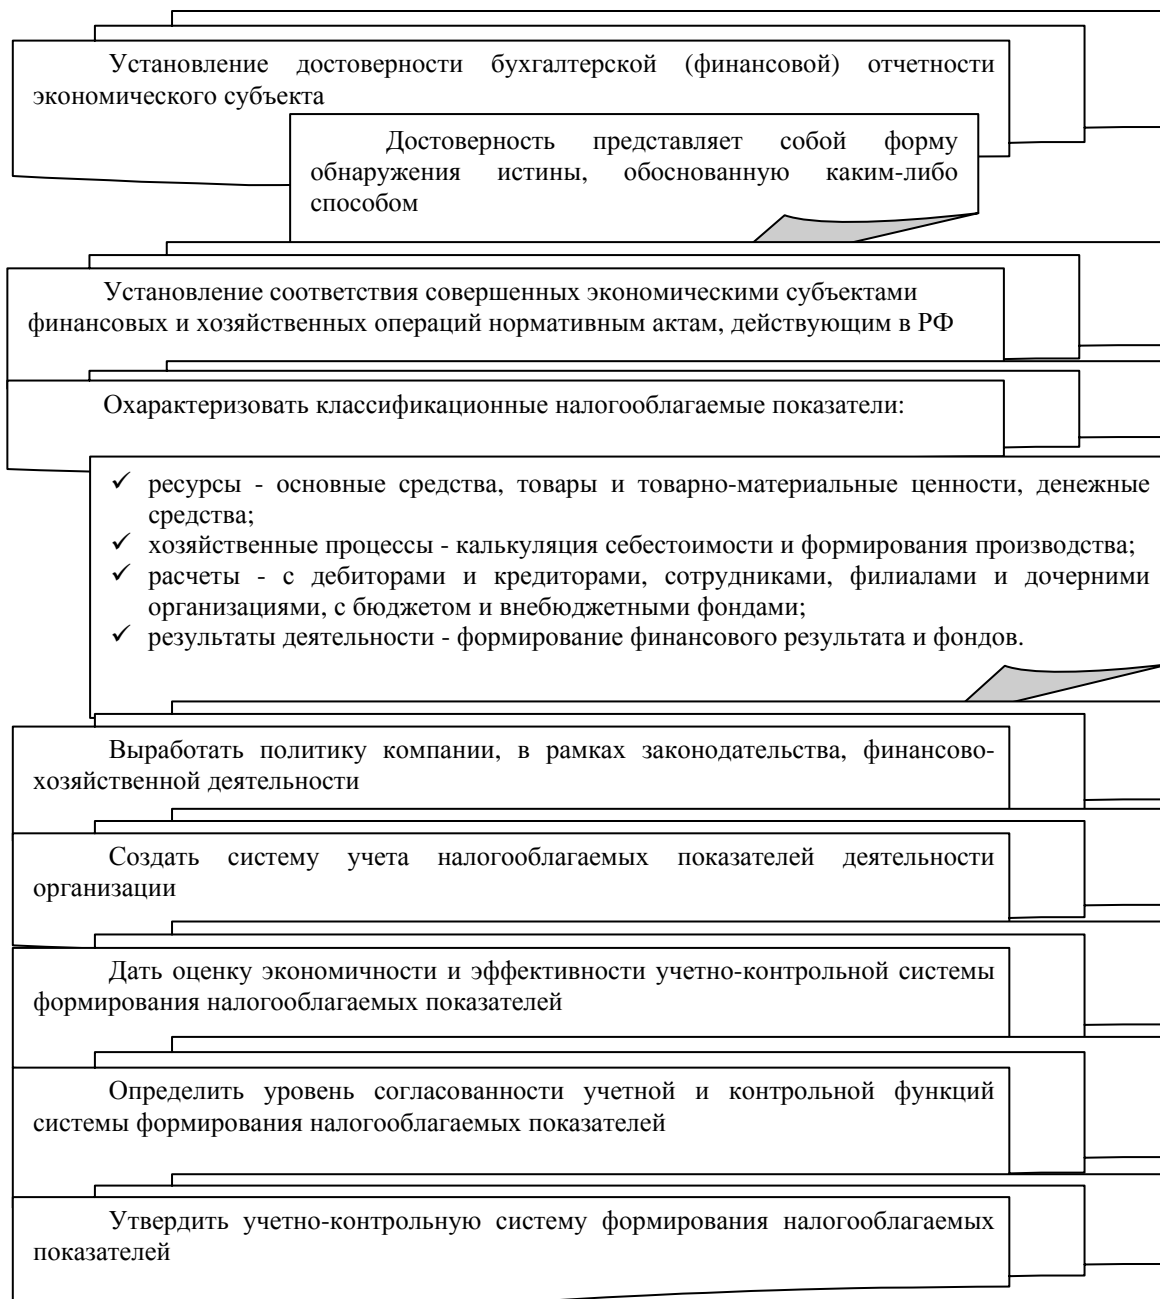 Установление достоверности бухгалтерской (финансовой) отчетности
экономического субъекта
Достоверность представляет собой форму
обнаружения истины, обоснованную каким-либо
способом
Установление соответствия совершенных экономическими субъектами
финансовых и хозяйственных операций нормативным актам, действующим в РФ
Охарактеризовать классификационные налогооблагаемые показатели:
✓ ресурсы - основные средства, товары и товарно-материальные ценности, денежные
средства;
✓ хозяйственные процессы - калькуляция себестоимости и формирования производства;
✓ расчеты - с дебиторами и кредиторами, сотрудниками, филиалами и дочерними
организациями, с бюджетом и внебюджетными фондами;
✓ результаты деятельности - формирование финансового результата и фондов.
Выработать политику компании, в рамках законодательства, финансово-
хозяйственной деятельности
Создать систему учета налогооблагаемых показателей деятельности
организации
Дать оценку экономичности и эффективности учетно-контрольной системы
формирования налогооблагаемых показателей
Определить уровень согласованности учетной и контрольной функций
системы формирования налогооблагаемых показателей
Утвердить учетно-контрольную систему формирования налогооблагаемых
показателей